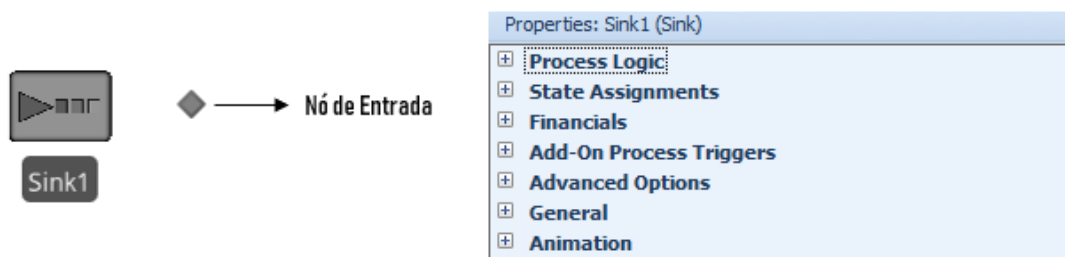 Sink1
Nó de Entrada
Properties: Sink1 (Sink)
Process Logic
State Assignments
Financials
Add-On Process Triggers
Advanced Options
General
Animation